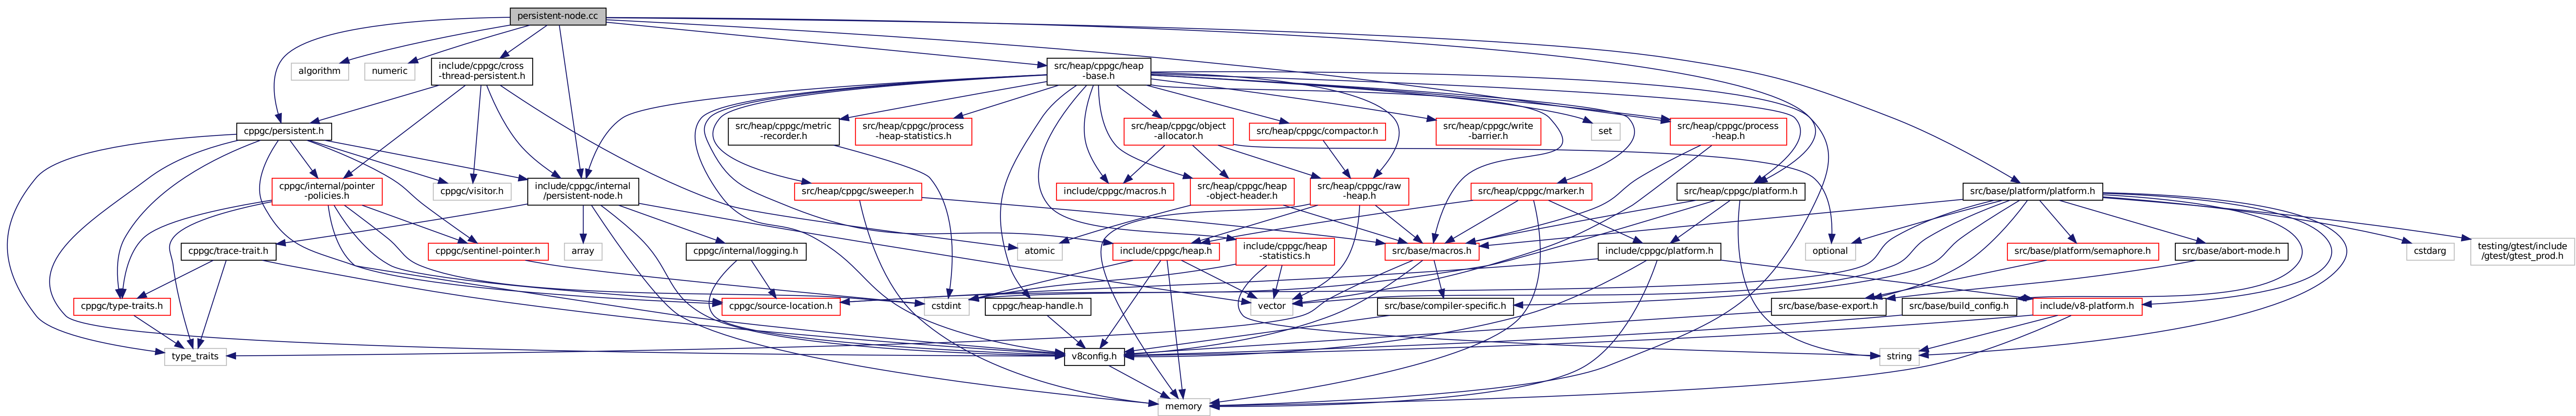 persistent-node.cc
algorithm
numeric
include/cppgc/cross
-thread-persistent.h
src/heap/cppgc/heap
-base.h
cppgc/persistent.h
src/heap/cppgc/metric
-recorder.h
src/heap/cppgc/process
-heap-statistics.h
src/heap/cppgc/object
-allocator.h
src/heap/cppgc/compactor.h
src/heap/cppgc/write
-barrier.h
set
src/heap/cppgc/process
-heap.h
cppgc/internal/pointer
-policies.h
cppgc/visitor.h
include/cppgc/internal
/persistent-node.h
src/heap/cppgc/sweeper.h
include/cppgc/macros.h
src/heap/cppgc/heap
-object-header.h
src/heap/cppgc/raw
-heap.h
src/heap/cppgc/marker.h
src/heap/cppgc/platform.h
src/base/platform/platform.h
cppgc/trace-trait.h
cppgc/sentinel-pointer.h
array
cppgc/internal/logging.h
atomic
include/cppgc/heap.h
include/cppgc/heap
-statistics.h
src/base/macros.h
include/cppgc/platform.h
optional
src/base/platform/semaphore.h
src/base/abort-mode.h
cstdarg
testing/gtest/include
/gtest/gtest_prod.h
cppgc/type-traits.h
cppgc/source-location.h
cstdint
cppgc/heap-handle.h
vector
src/base/compiler-specific.h
src/base/base-export.h
src/base/build_config.h
include/v8-platform.h
type_traits
v8config.h
string
memory